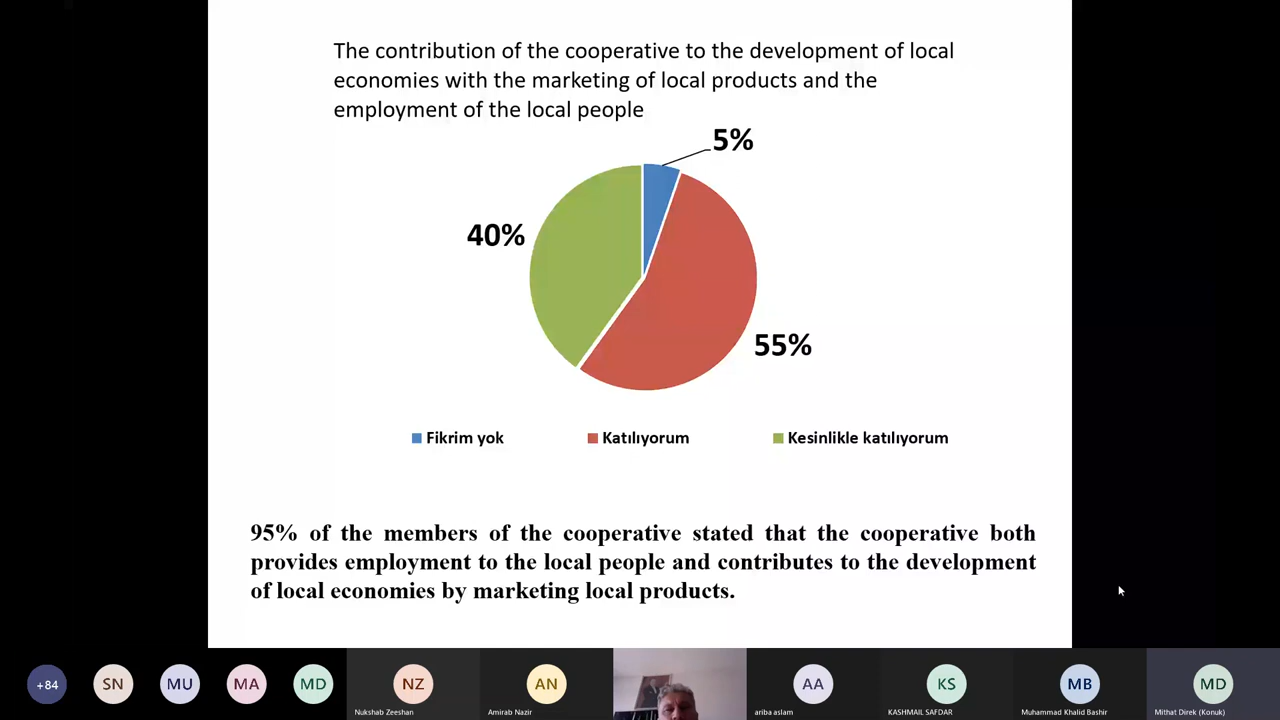 The contribution of the cooperative to the development of local
economies with the marketing of local products and the
employment of the local people
5%
40%
55%
Fikrim yok
Katılıyorum
Kesinlikle katılıyorum
95% of the members of the cooperative stated that the cooperative both
provides employment to the local people and contributes to the development
of local economies by marketing local products.
+84
SN
MU
MA
MD
NZ
AN
AA
KS
MB
MD
Nukshab Zeeshan
Amirab Nazir
ariba aslam
KASHMAIL SAFDAR
Muhammad Khalid Bashir
Mithat Direk (Konuk)